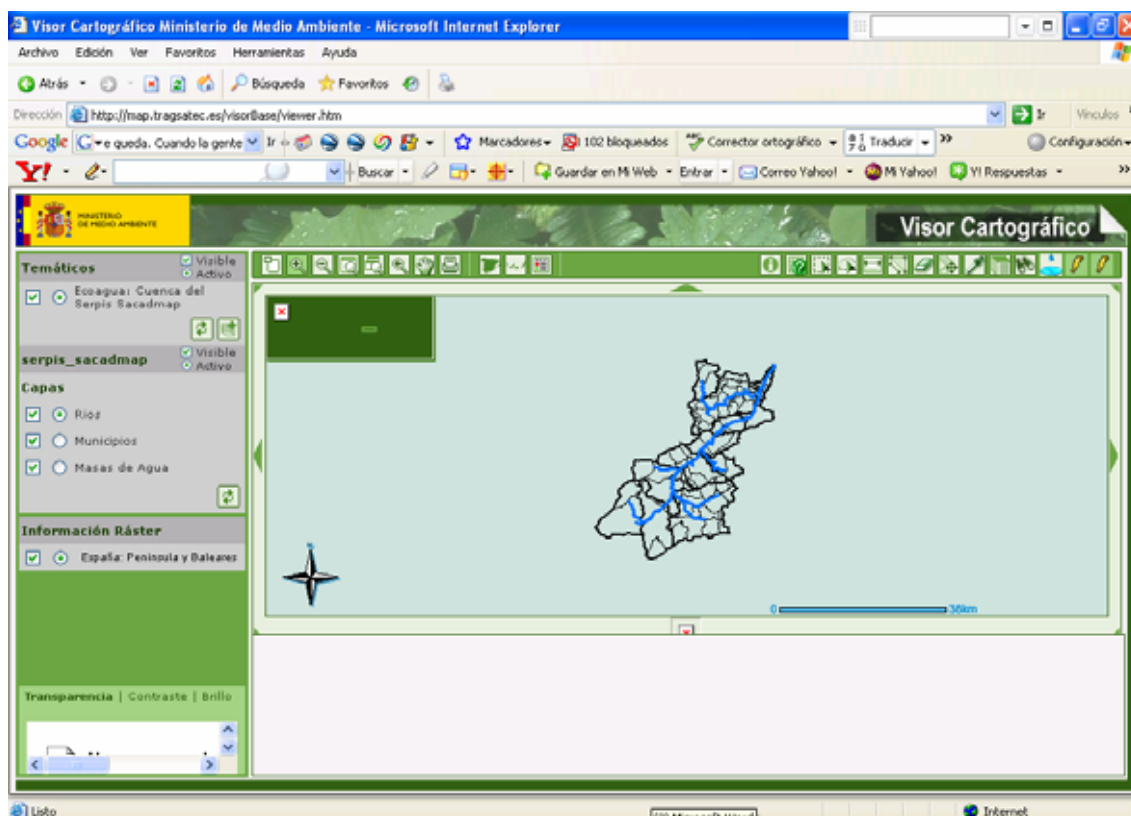 Visor Cartográfico Ministerio de Medio Ambiente - Microsoft Internet Explorer
Archivo Edición Ver Favoritos Herramientas Ayuda
Atrás Búsqueda Favoritos
Dirección http://map.tragsatec.es/visorBase/viewer.htm Ir Vínculos
Google e queda. Cuando la gente Ir Marcadores 102 bloqueados Corrector ortográfico Traducir Configuración
Y! Buscar Guardar en Mi Web Entrar Correo Yahoo! Mi Yahoo! Y! Respuestas
MINISTERIO
DE MEDIO AMBIENTE
Visor Cartográfico
Temáticos Visible
Activo
Ecoagua: Cuenca del
Serpis Sacadmap
serpis_sacadmap Visible
Activo
Capas
Ríos
Municipios
Masas de Agua
Información Ráster
España: Peninsula y Baleares
0 36km
Transparencia | Contraste | Brillo
Listo
Internet